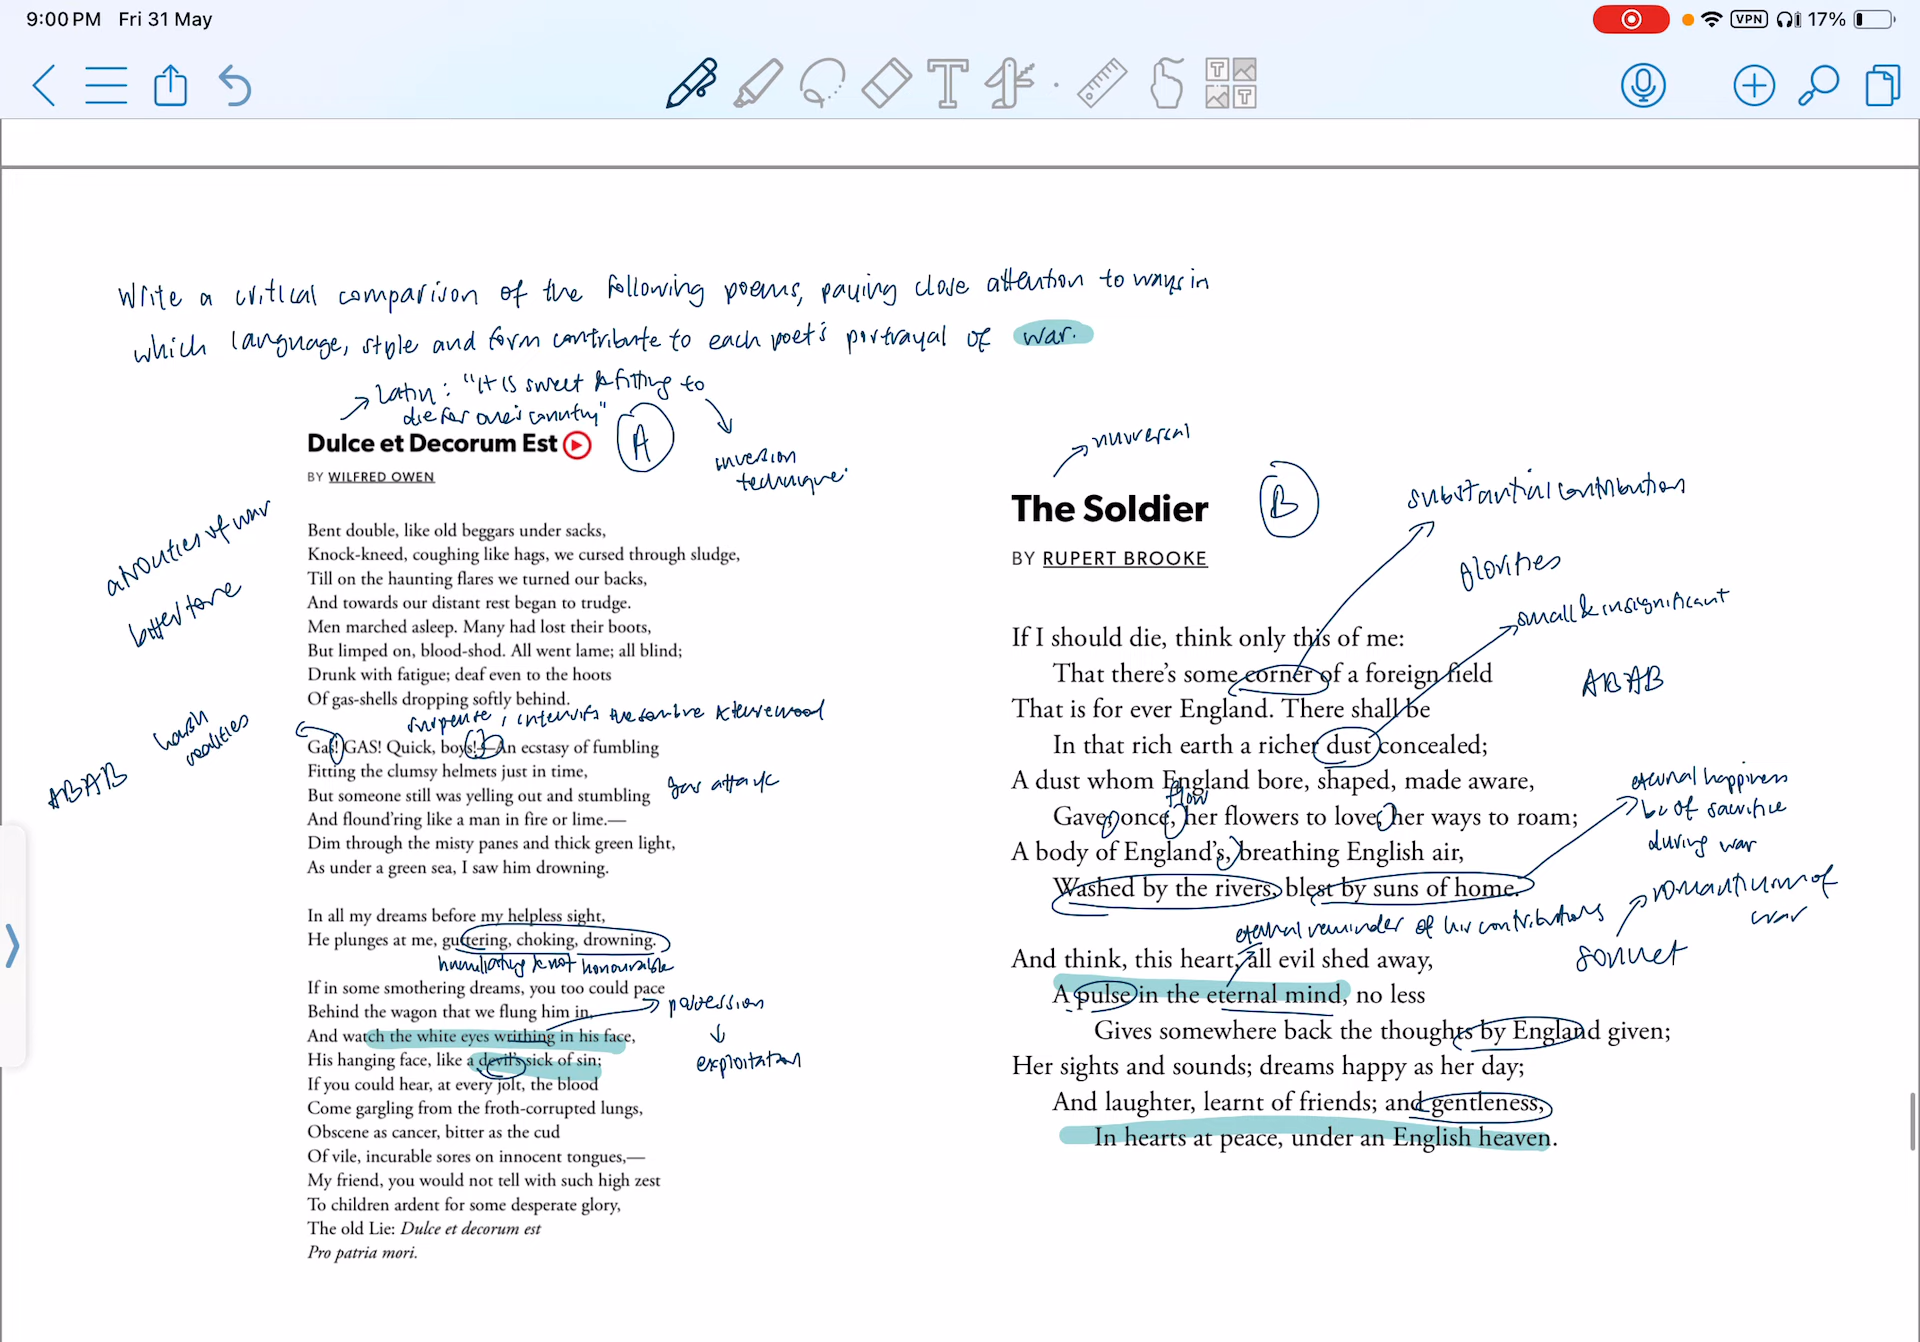 9:00 PM Fri 31 May
VPN 17%
T
T
T
Write a critical comparison of the following poems, paying close attention to ways in
which language, style and form contribute to each poet's portrayal of war.
Latin: "it is sweet & fitting to
die for one's country"
A
inversion
technique
Dulce et Decorum Est
BY WILFRED OWEN
atrocities of war
bitter tone
harsh
realities
ABAB
Bent double, like old beggars under sacks,
Knock-kneed, coughing like hags, we cursed through sludge,
Till on the haunting flares we turned our backs,
And towards our distant rest began to trudge.
Men marched asleep. Many had lost their boots,
But limped on, blood-shod. All went lame; all blind;
Drunk with fatigue; deaf even to the hoots
Of gas-shells dropping softly behind.
suspense, intensifies the sombre &
Gas! GAS! Quick, boys!—An ecstasy of fumbling
Fitting the clumsy helmets just in time,
gas attack
But someone still was yelling out and stumbling
And flound'ring like a man in fire or lime.—
Dim through the misty panes and thick green light,
As under a green sea, I saw him drowning.
In all my dreams before my helpless sight,
He plunges at me, guttering, choking, drowning.
humiliating & not honourable
If in some smothering dreams, you too could pace
Behind the wagon that we flung him in,
possession
And watch the white eyes writhing in his face,
His hanging face, like a devil's sick of sin;
exploitation
If you could hear, at every jolt, the blood
Come gargling from the froth-corrupted lungs,
Obscene as cancer, bitter as the cud
Of vile, incurable sores on innocent tongues,—
My friend, you would not tell with such high zest
To children ardent for some desperate glory,
The old Lie: Dulce et decorum est
Pro patria mori.
universal
The Soldier
B
BY RUPERT BROOKE
substantial contribution
glorifies
small & insignificant
ABAB
If I should die, think only this of me:
That there's some corner of a foreign field
That is for ever England. There shall be
In that rich earth a richer dust concealed;
A dust whom England bore, shaped, made aware,
flow
Gave, once, her flowers to love, her ways to roam;
A body of England's, breathing English air,
Washed by the rivers, blest by suns of home.
eternal happiness
bc of sacrifice
during war
romanticism of
war
sonnet
eternal reminder of his contributions
And think, this heart, all evil shed away,
A pulse in the eternal mind, no less
Gives somewhere back the thoughts by England given;
Her sights and sounds; dreams happy as her day;
And laughter, learnt of friends; and gentleness,
In hearts at peace, under an English heaven.